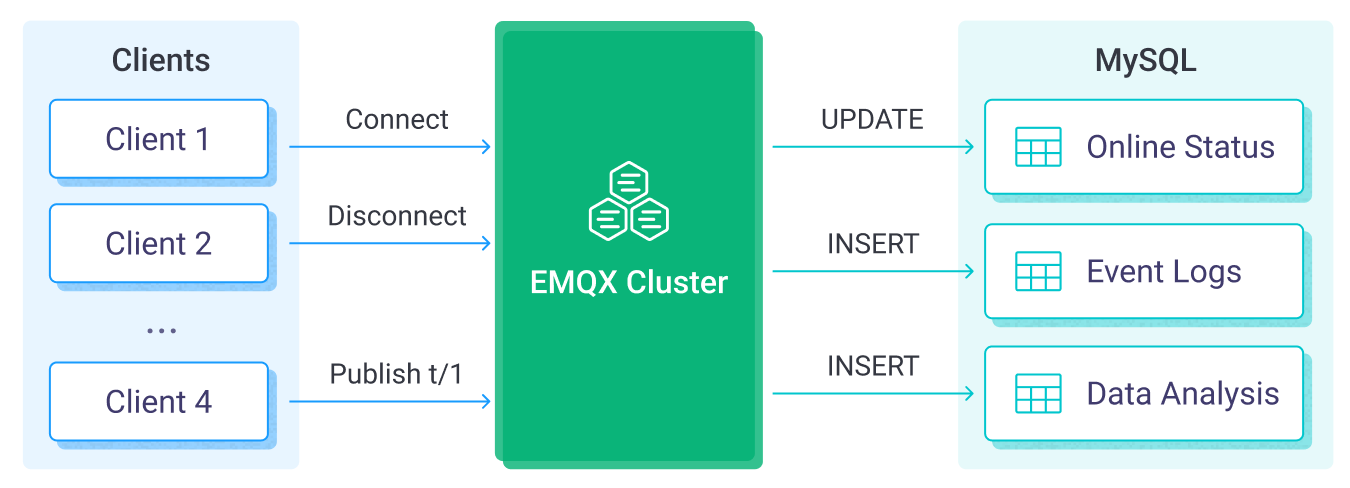 Clients
Client 1
Client 2
...
Client 4
Connect
Disconnect
Publish t/1
EMQX Cluster
UPDATE
INSERT
INSERT
MySQL
Online Status
Event Logs
Data Analysis